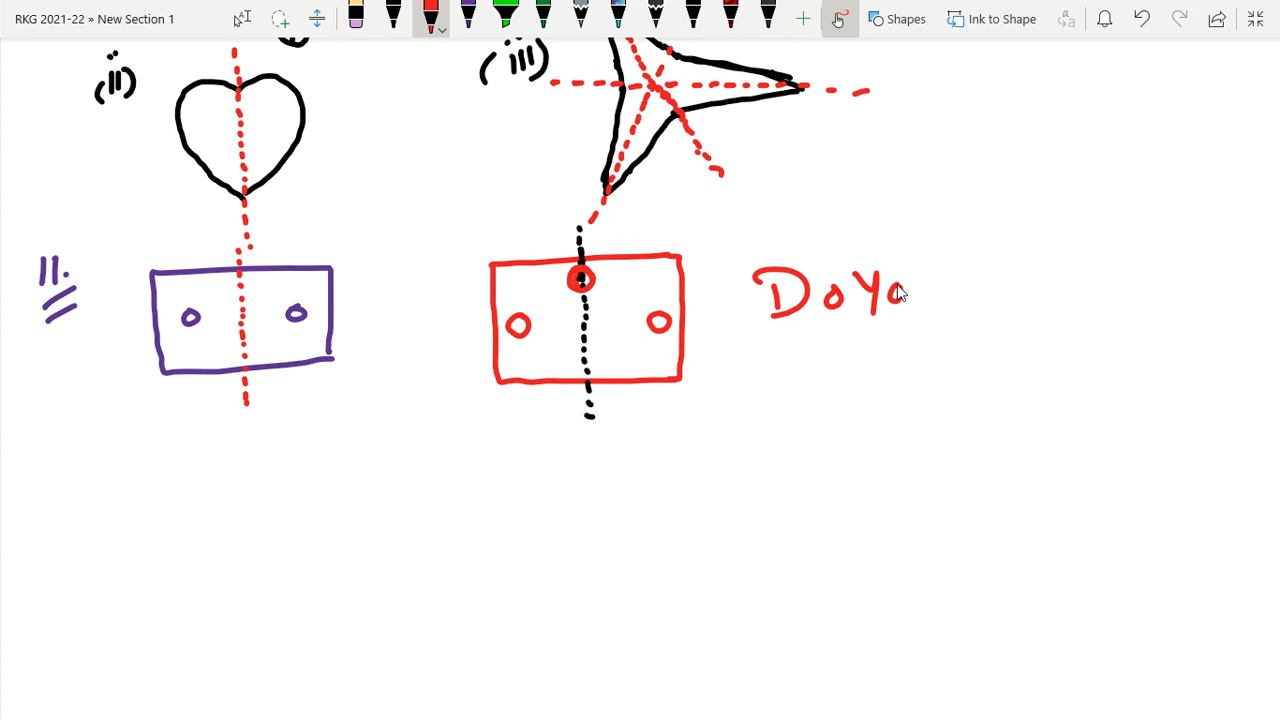 RKG 2021-22 » New Section 1
Shapes
Ink to Shape
(ii)
(iii)
11.
DoYo